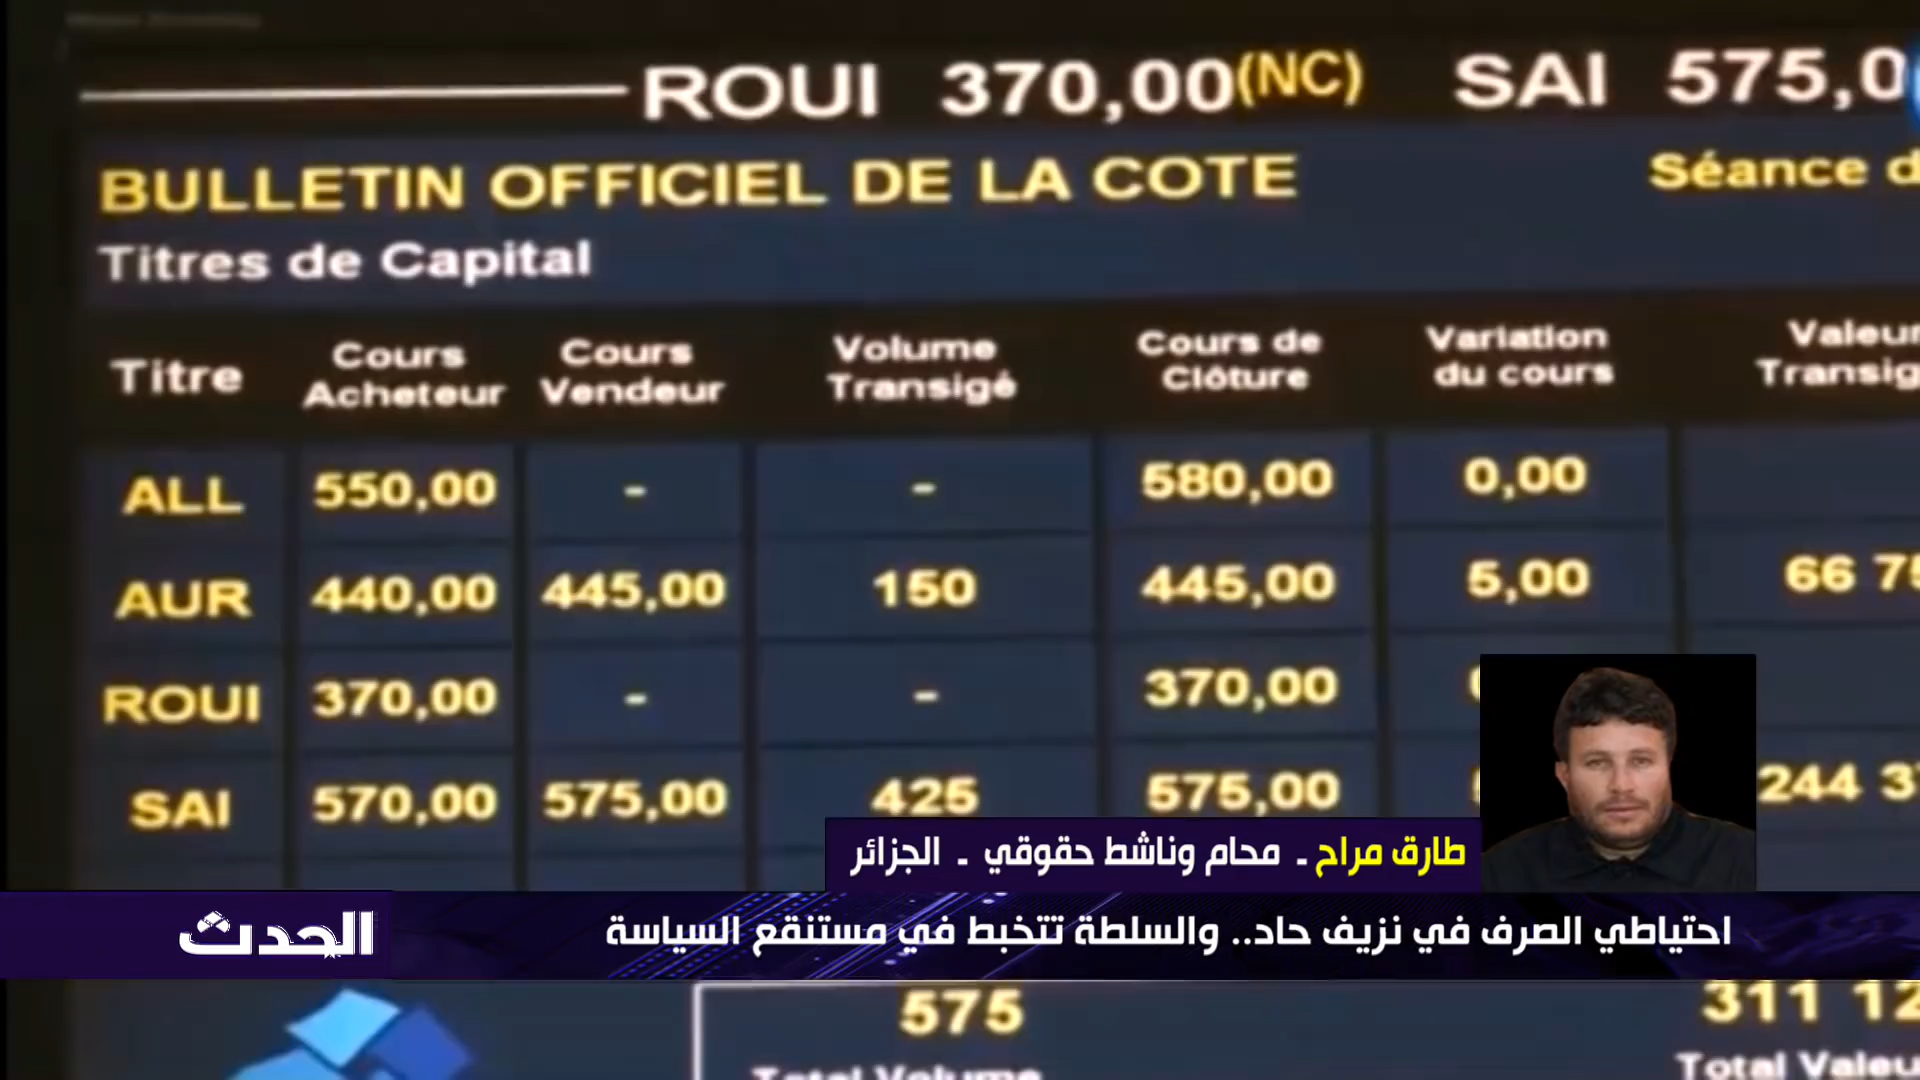 ROUI 370,00(NC) SAI 575,0
BULLETIN OFFICIEL DE LA COTE Séance d
Titres de Capital
Titre Cours Acheteur Cours Vendeur Volume Transigé Cours de Clôture Variation du cours Valeur Transig
ALL 550,00 - - 580,00 0,00
AUR 440,00 445,00 150 445,00 5,00 66 75
ROUI 370,00 - - 370,00
SAI 570,00 575,00 425 575,00 244 37
طارق مراح - محام وناشط حقوقي - الجزائر
احتياطي الصرف في نزيف حاد.. والسلطة تتخبط في مستنقع السياسة
الحدث
575 311 12
Total Volume Total Valeu